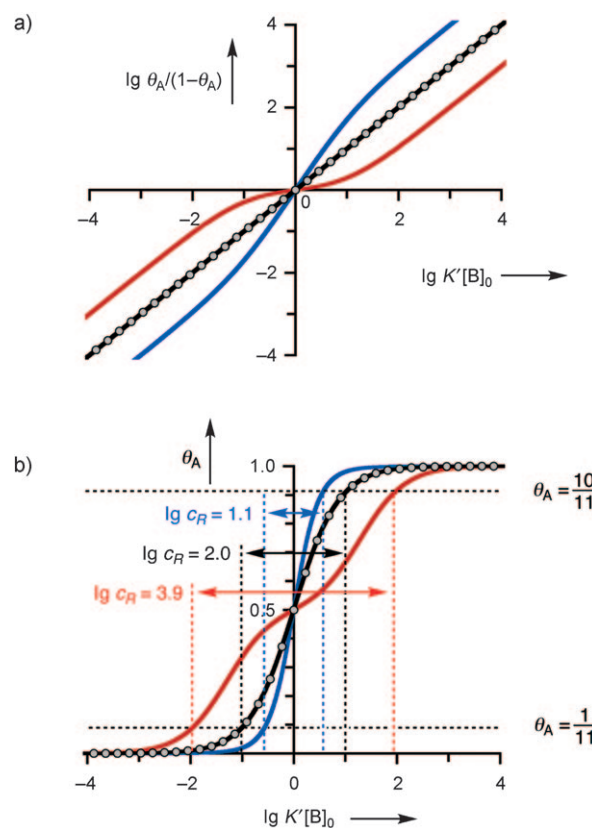 a)
4
lg θA/(1–θA)
2
−4
−2
0
2
4
−2
lg K′[B]0
−4
b)
θA
1.0
θA = 10/11
lg cR = 1.1
lg cR = 2.0
lg cR = 3.9
0.5
θA = 1/11
−4
−2
0
2
4
lg K′[B]0